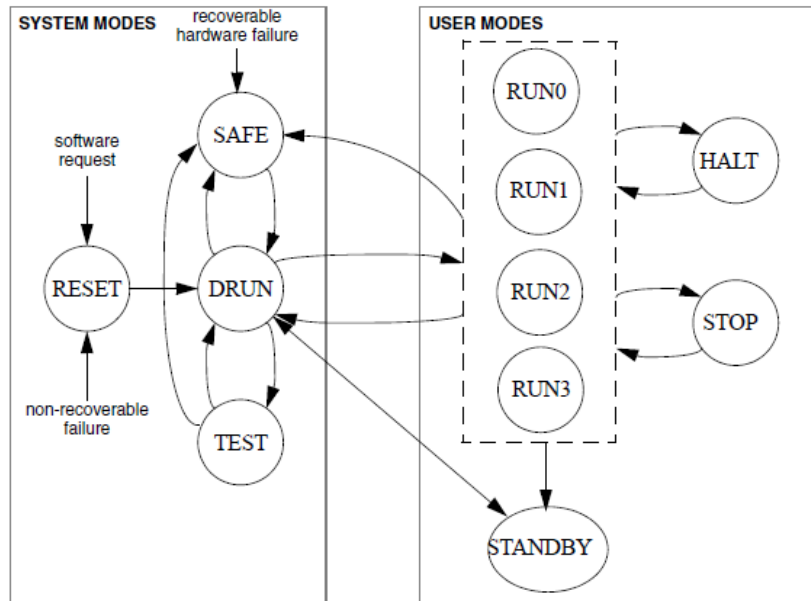 SYSTEM MODES
recoverable
hardware failure
SAFE
software
request
RESET
DRUN
non-recoverable
failure
TEST
USER MODES
RUN0
RUN1
RUN2
RUN3
HALT
STOP
STANDBY